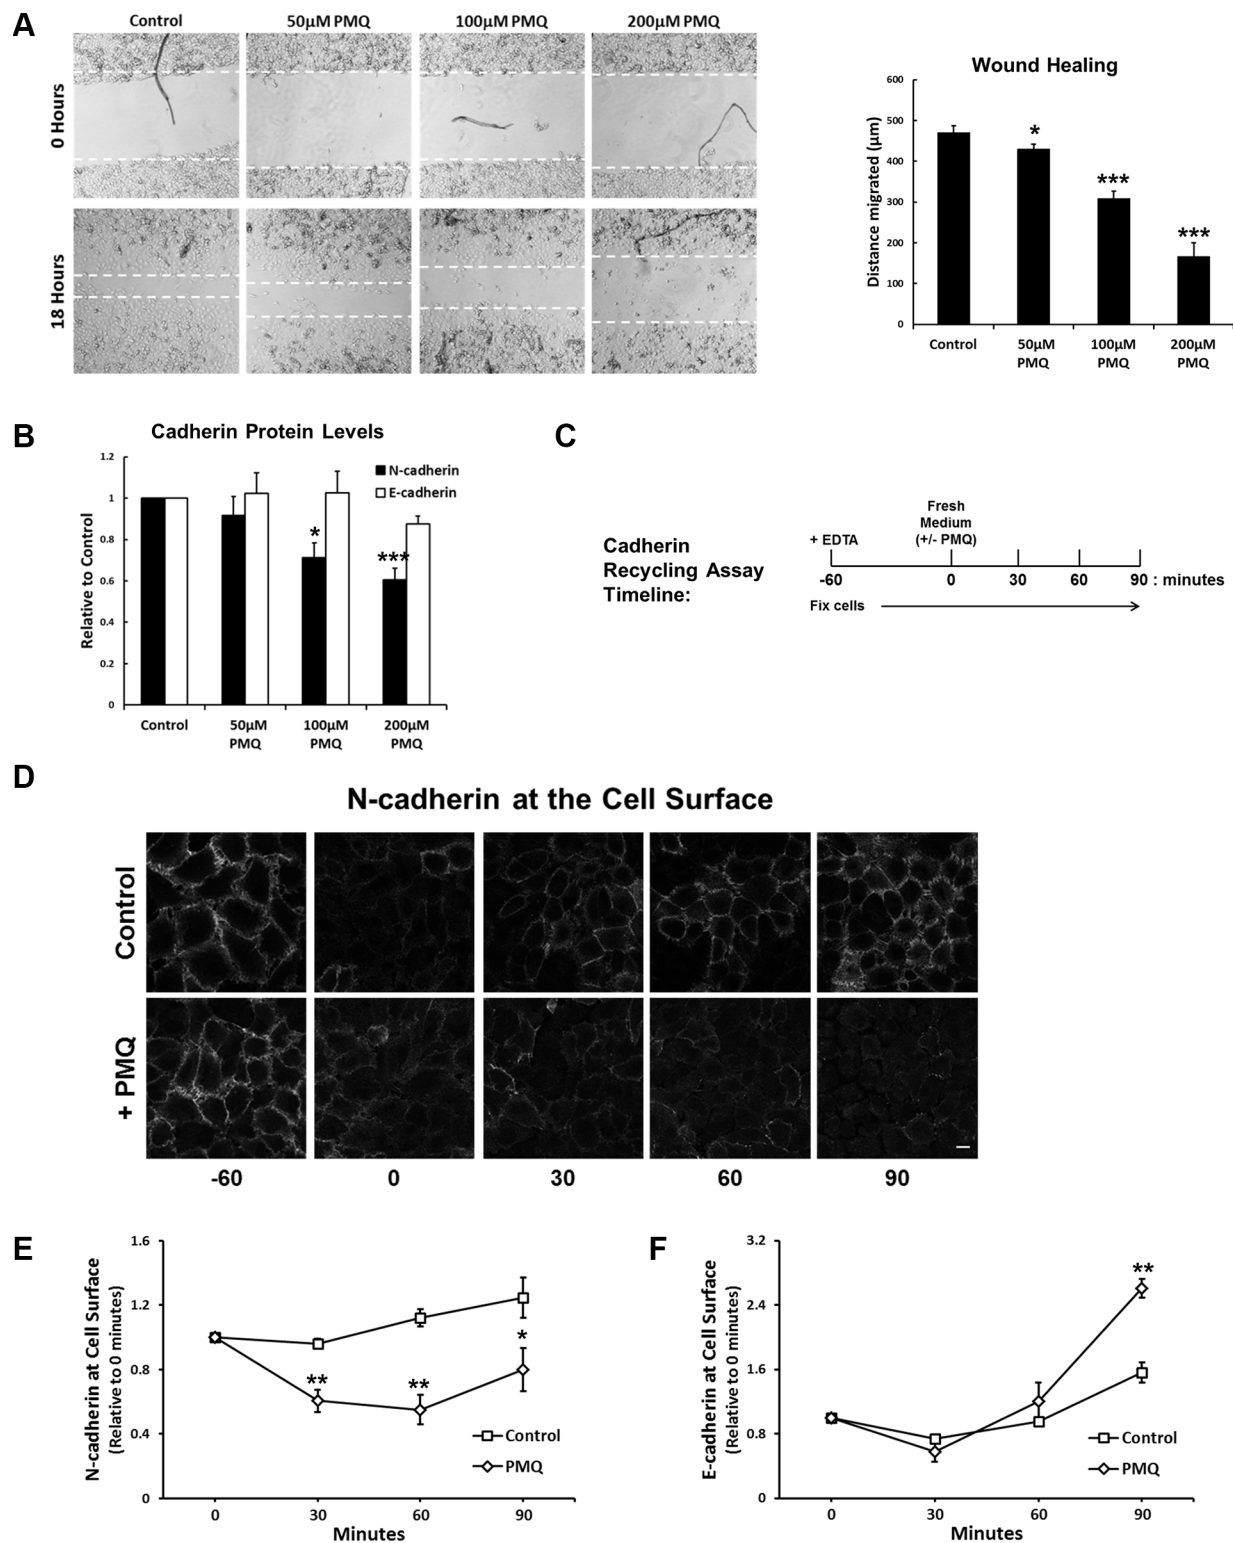 A
Control
50µM PMQ
100µM PMQ
200µM PMQ
0 Hours
18 Hours
Wound Healing
Distance migrated (µm)
600
500
400
300
200
100
0
Control
50µM
PMQ
100µM
PMQ
200µM
PMQ
*
***
***
B
Cadherin Protein Levels
Relative to Control
1.2
1
0.8
0.6
0.4
0.2
0
N-cadherin
E-cadherin
*
***
Control
50µM
PMQ
100µM
PMQ
200µM
PMQ
C
Cadherin
Recycling Assay
Timeline:
+ EDTA
Fresh
Medium
(+/- PMQ)
-60 0 30 60 90 : minutes
Fix cells
D
N-cadherin at the Cell Surface
Control
+ PMQ
-60 0 30 60 90
E
N-cadherin at Cell Surface
(Relative to 0 minutes)
1.6
1.2
0.8
0.4
0
**
**
*
Control
PMQ
0 30 60 90
Minutes
F
E-cadherin at Cell Surface
(Relative to 0 minutes)
3.2
2.4
1.6
0.8
0
**
Control
PMQ
0 30 60 90
Minutes